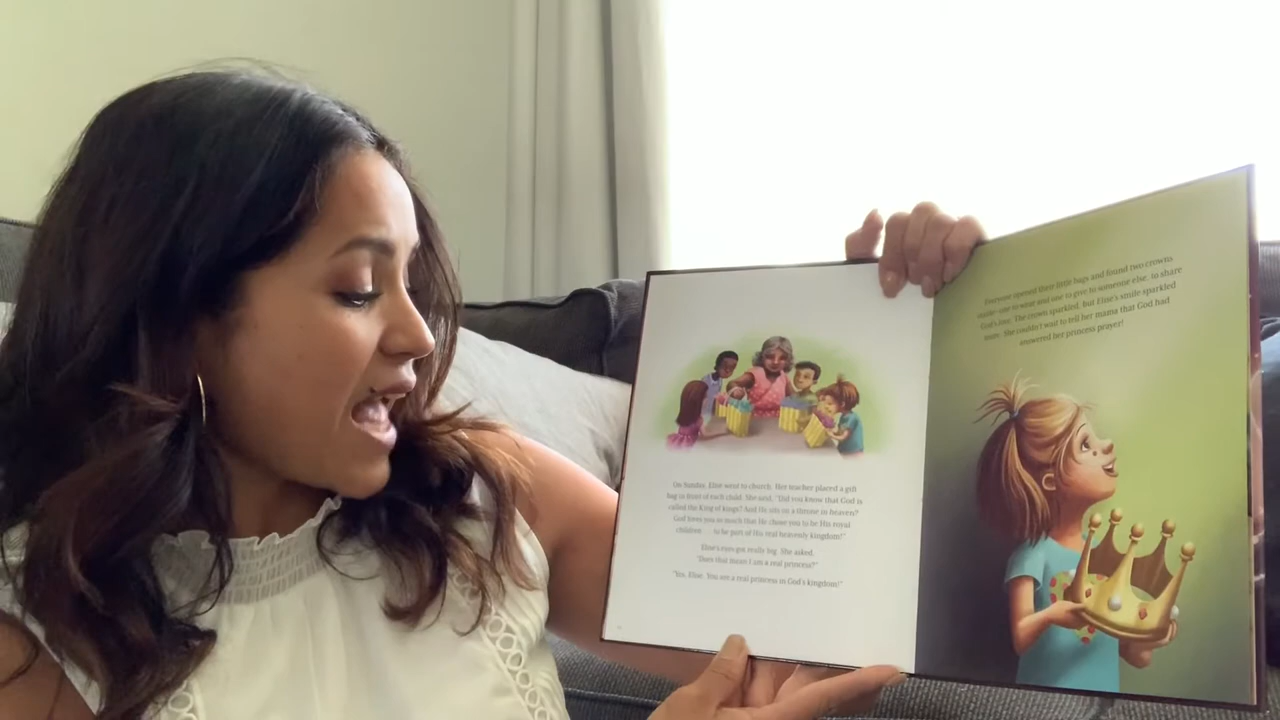 On Sunday, Elise went to church. Her teacher placed a gift
bag in front of each child. She said, "Did you know that God is
called the King of kings? And He sits on a throne in heaven?
God loves you so much that He chose you to be His royal
children . . . to be part of His real heavenly kingdom!"
Elise's eyes got really big. She asked,
"Does that mean I am a real princess?"
"Yes, Elise. You are a real princess in God's kingdom!"
Everyone opened their little bags and found two crowns
inside—one to wear and one to give to someone else, to share
God's love. The crown sparkled, but Elise's smile sparkled
more. She couldn't wait to tell her mama that God had
answered her princess prayer!